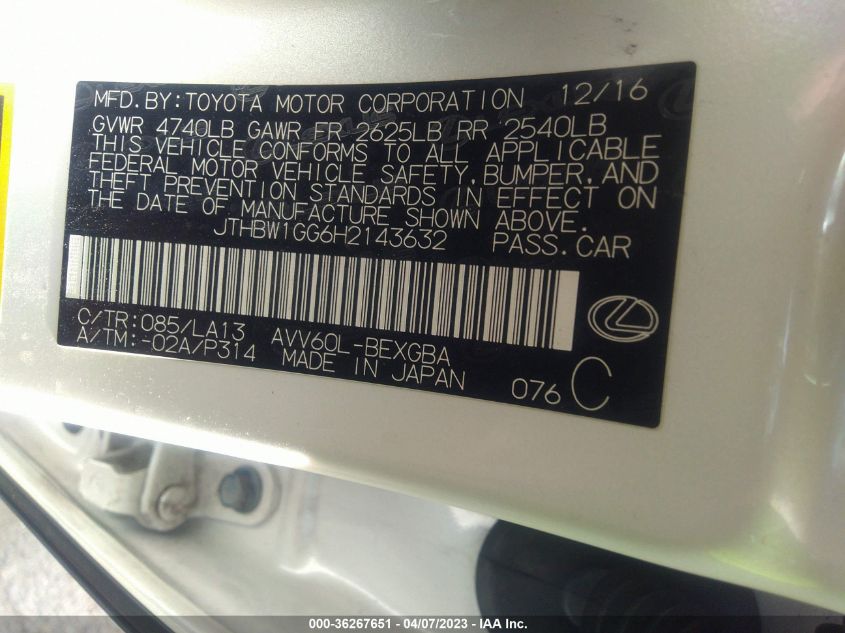 MFD.BY:TOYOTA MOTOR CORPORATION 12/16
GVWR 4740LB GAWR FR 2625LB RR 2540LB
THIS VEHICLE CONFORMS TO ALL APPLICABLE
FEDERAL MOTOR VEHICLE SAFETY,BUMPER,AND
THEFT PREVENTION STANDARDS IN EFFECT ON
THE DATE OF MANUFACTURE SHOWN ABOVE.
JTHBW1GG6H2143632 PASS.CAR
C/TR:085/LA13 AVV60L-BEXGBA
A/TM:-02A/P314 MADE IN JAPAN 076 C
000-36267651 - 04/07/2023 - © IAA Inc.